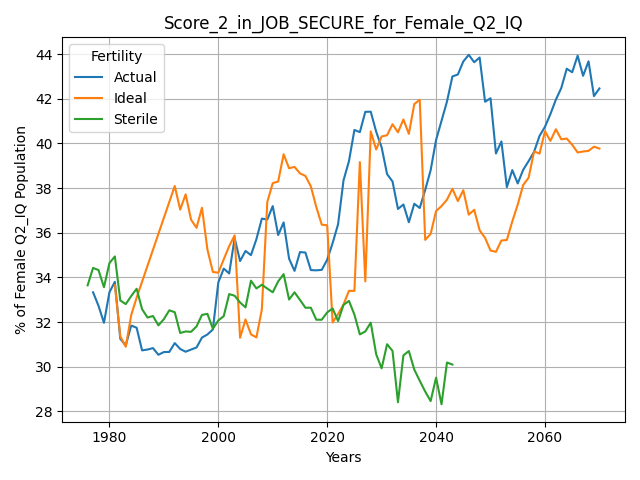 Score_2_in_JOB_SECURE_for_Female_Q2_IQ
Fertility
Actual
Ideal
Sterile
% of Female Q2_IQ Population
44
42
40
38
36
34
32
30
28
1980
2000
2020
2040
2060
Years